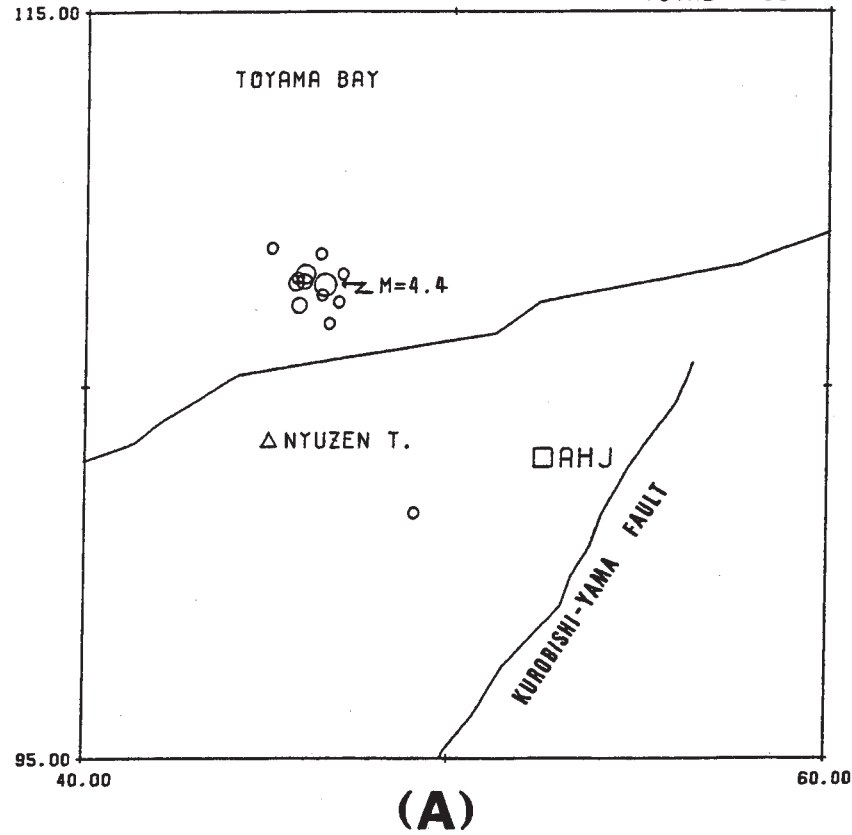 115.00
TOYAMA BAY
M=4.4
NYUZEN T.
AHJ
KUROBISHI-YAMA FAULT
95.00
40.00
60.00
(A)